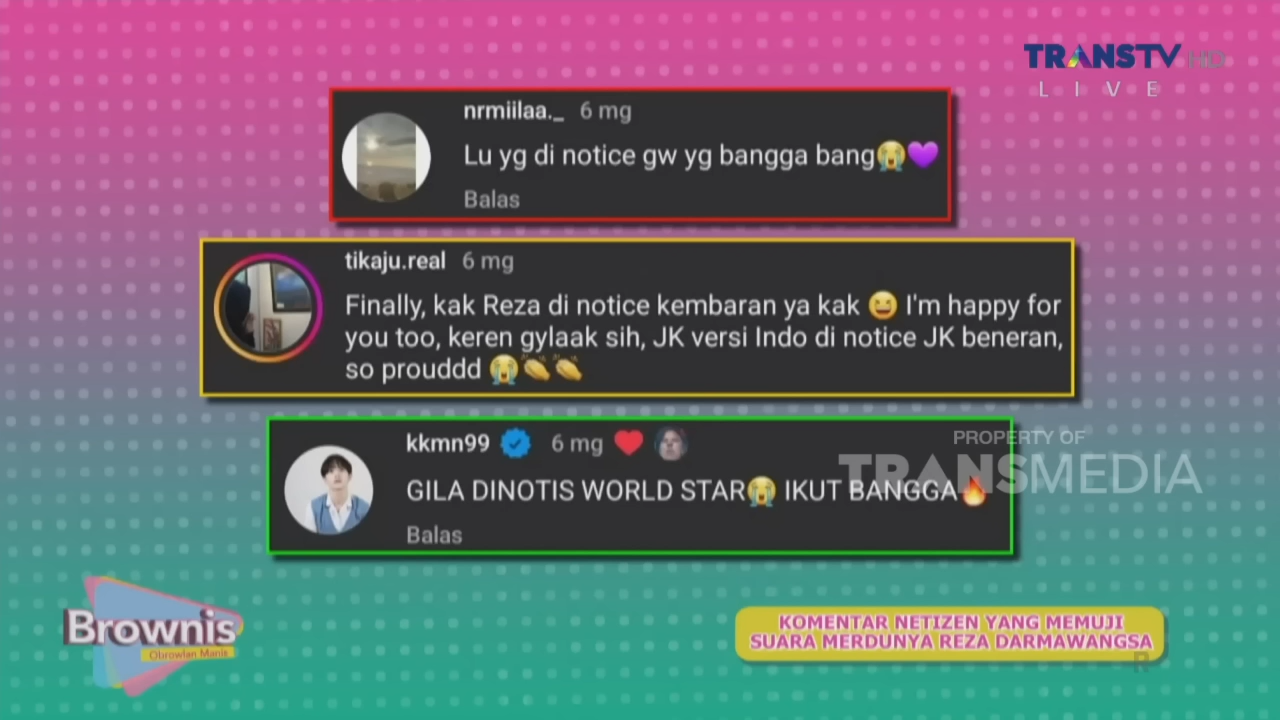 TRANSTV HD
LIVE
nrmiilaa._ 6 mg
Lu yg di notice gw yg bangga bang😭💜
Balas
tikaju.real 6 mg
Finally, kak Reza di notice kembaran ya kak 😆 I'm happy for
you too, keren gylaak sih, JK versi Indo di notice JK beneran,
so prouddd 😭👏👏
kkmn99 6 mg ❤️
GILA DINOTIS WORLD STAR😭 IKUT BANGGA🔥
Balas
PROPERTY OF
TRANSMEDIA
Brownis
Obrowlan Manis
KOMENTAR NETIZEN YANG MEMUJI
SUARA MERDUNYA REZA DARMAWANGSA
R